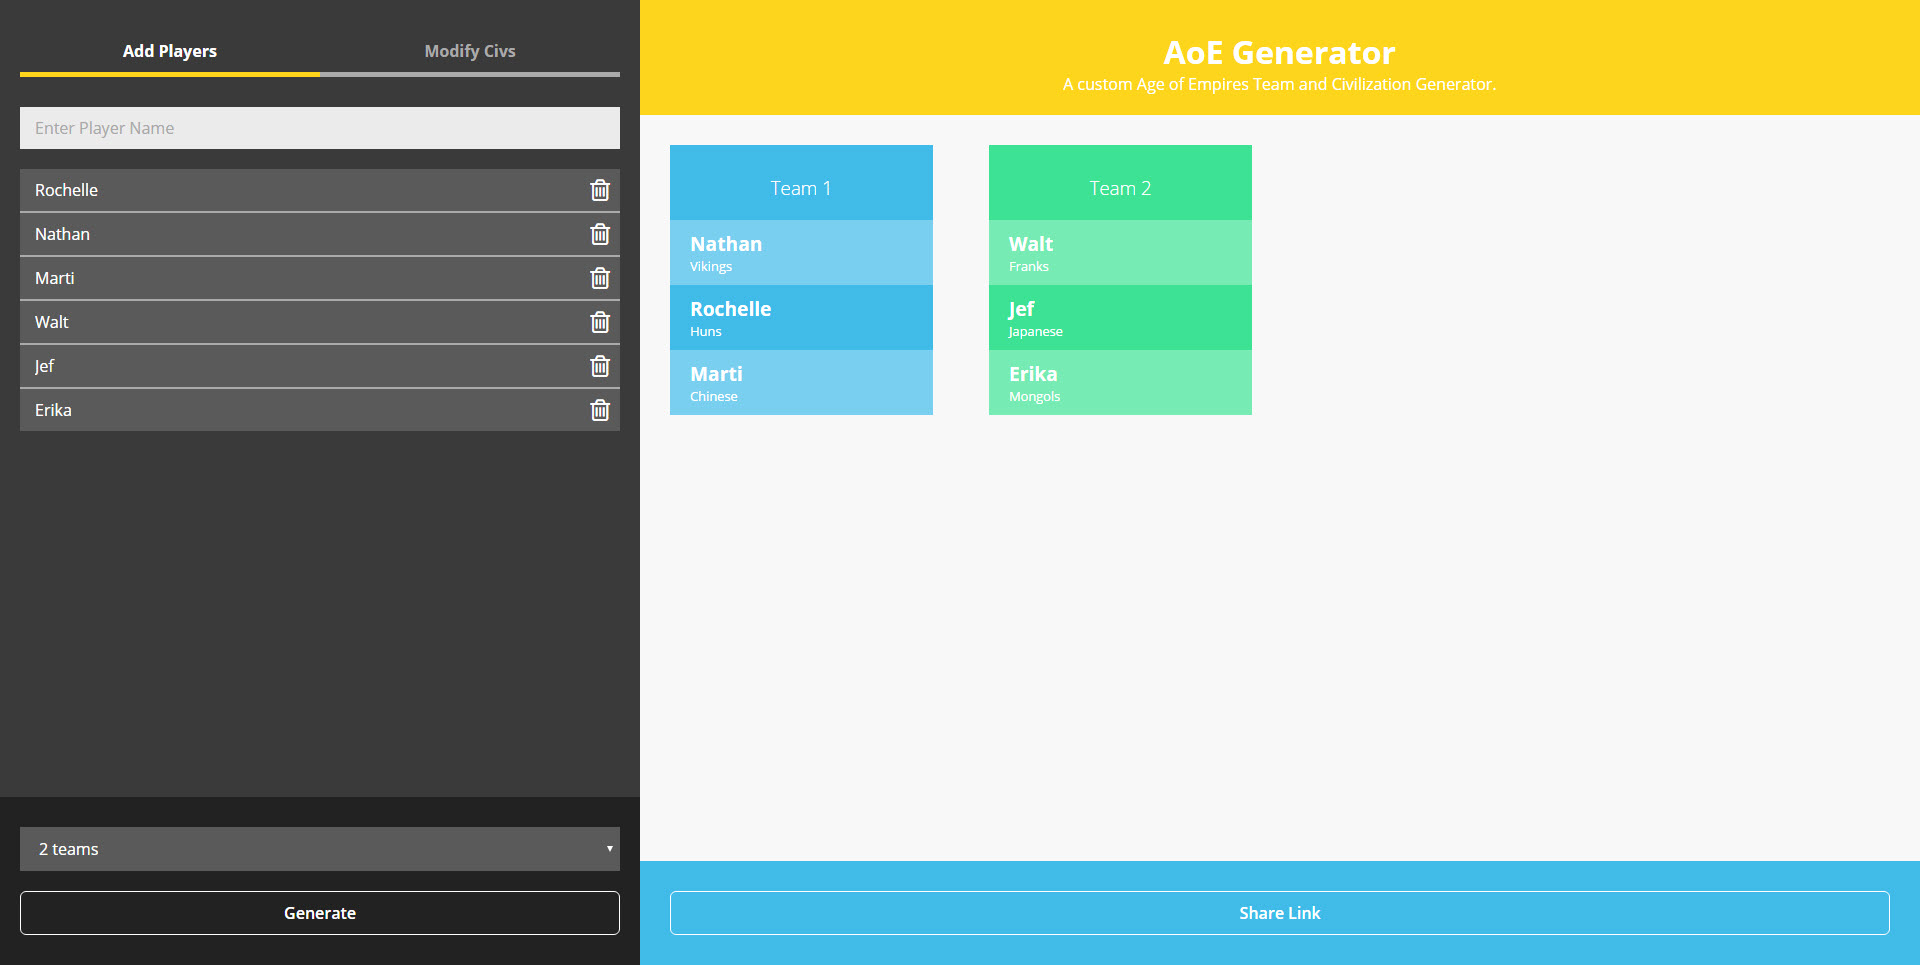 Add Players
Modify Civs
Enter Player Name
Rochelle
Nathan
Marti
Walt
Jef
Erika
2 teams
Generate
AoE Generator
A custom Age of Empires Team and Civilization Generator.
Team 1
Nathan
Vikings
Rochelle
Huns
Marti
Chinese
Team 2
Walt
Franks
Jef
Japanese
Erika
Mongols
Share Link